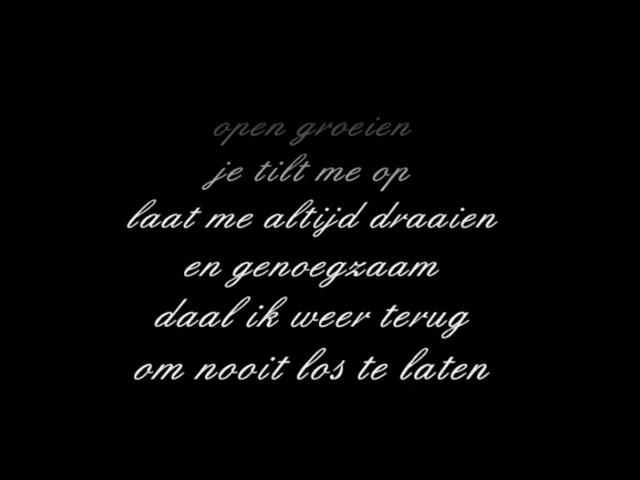 open groeien
je tilt me op
laat me altijd draaien
en genoegzaam
daal ik weer terug
om nooit los te laten